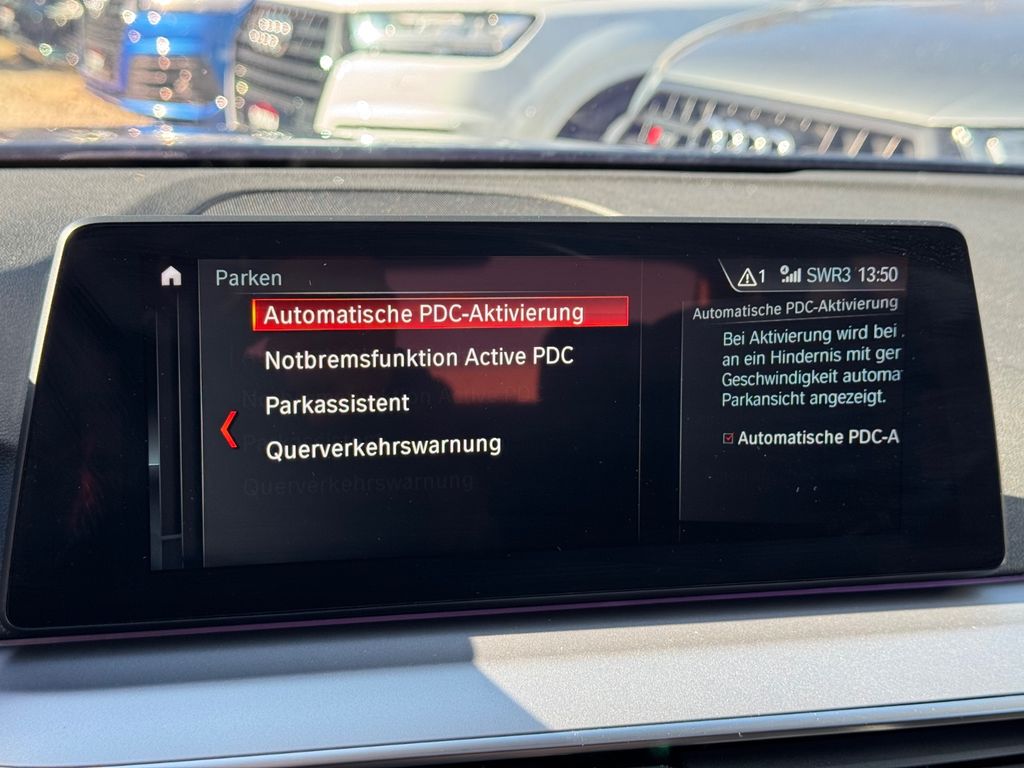 Parken
1 SWR3 13:50
Automatische PDC-Aktivierung
Notbremsfunktion Active PDC
Parkassistent
Querverkehrswarnung
Automatische PDC-Aktivierung
Bei Aktivierung wird bei
an ein Hindernis mit ger
Geschwindigkeit automa
Parkansicht angezeigt.
Automatische PDC-A
Querverkehrswarnung